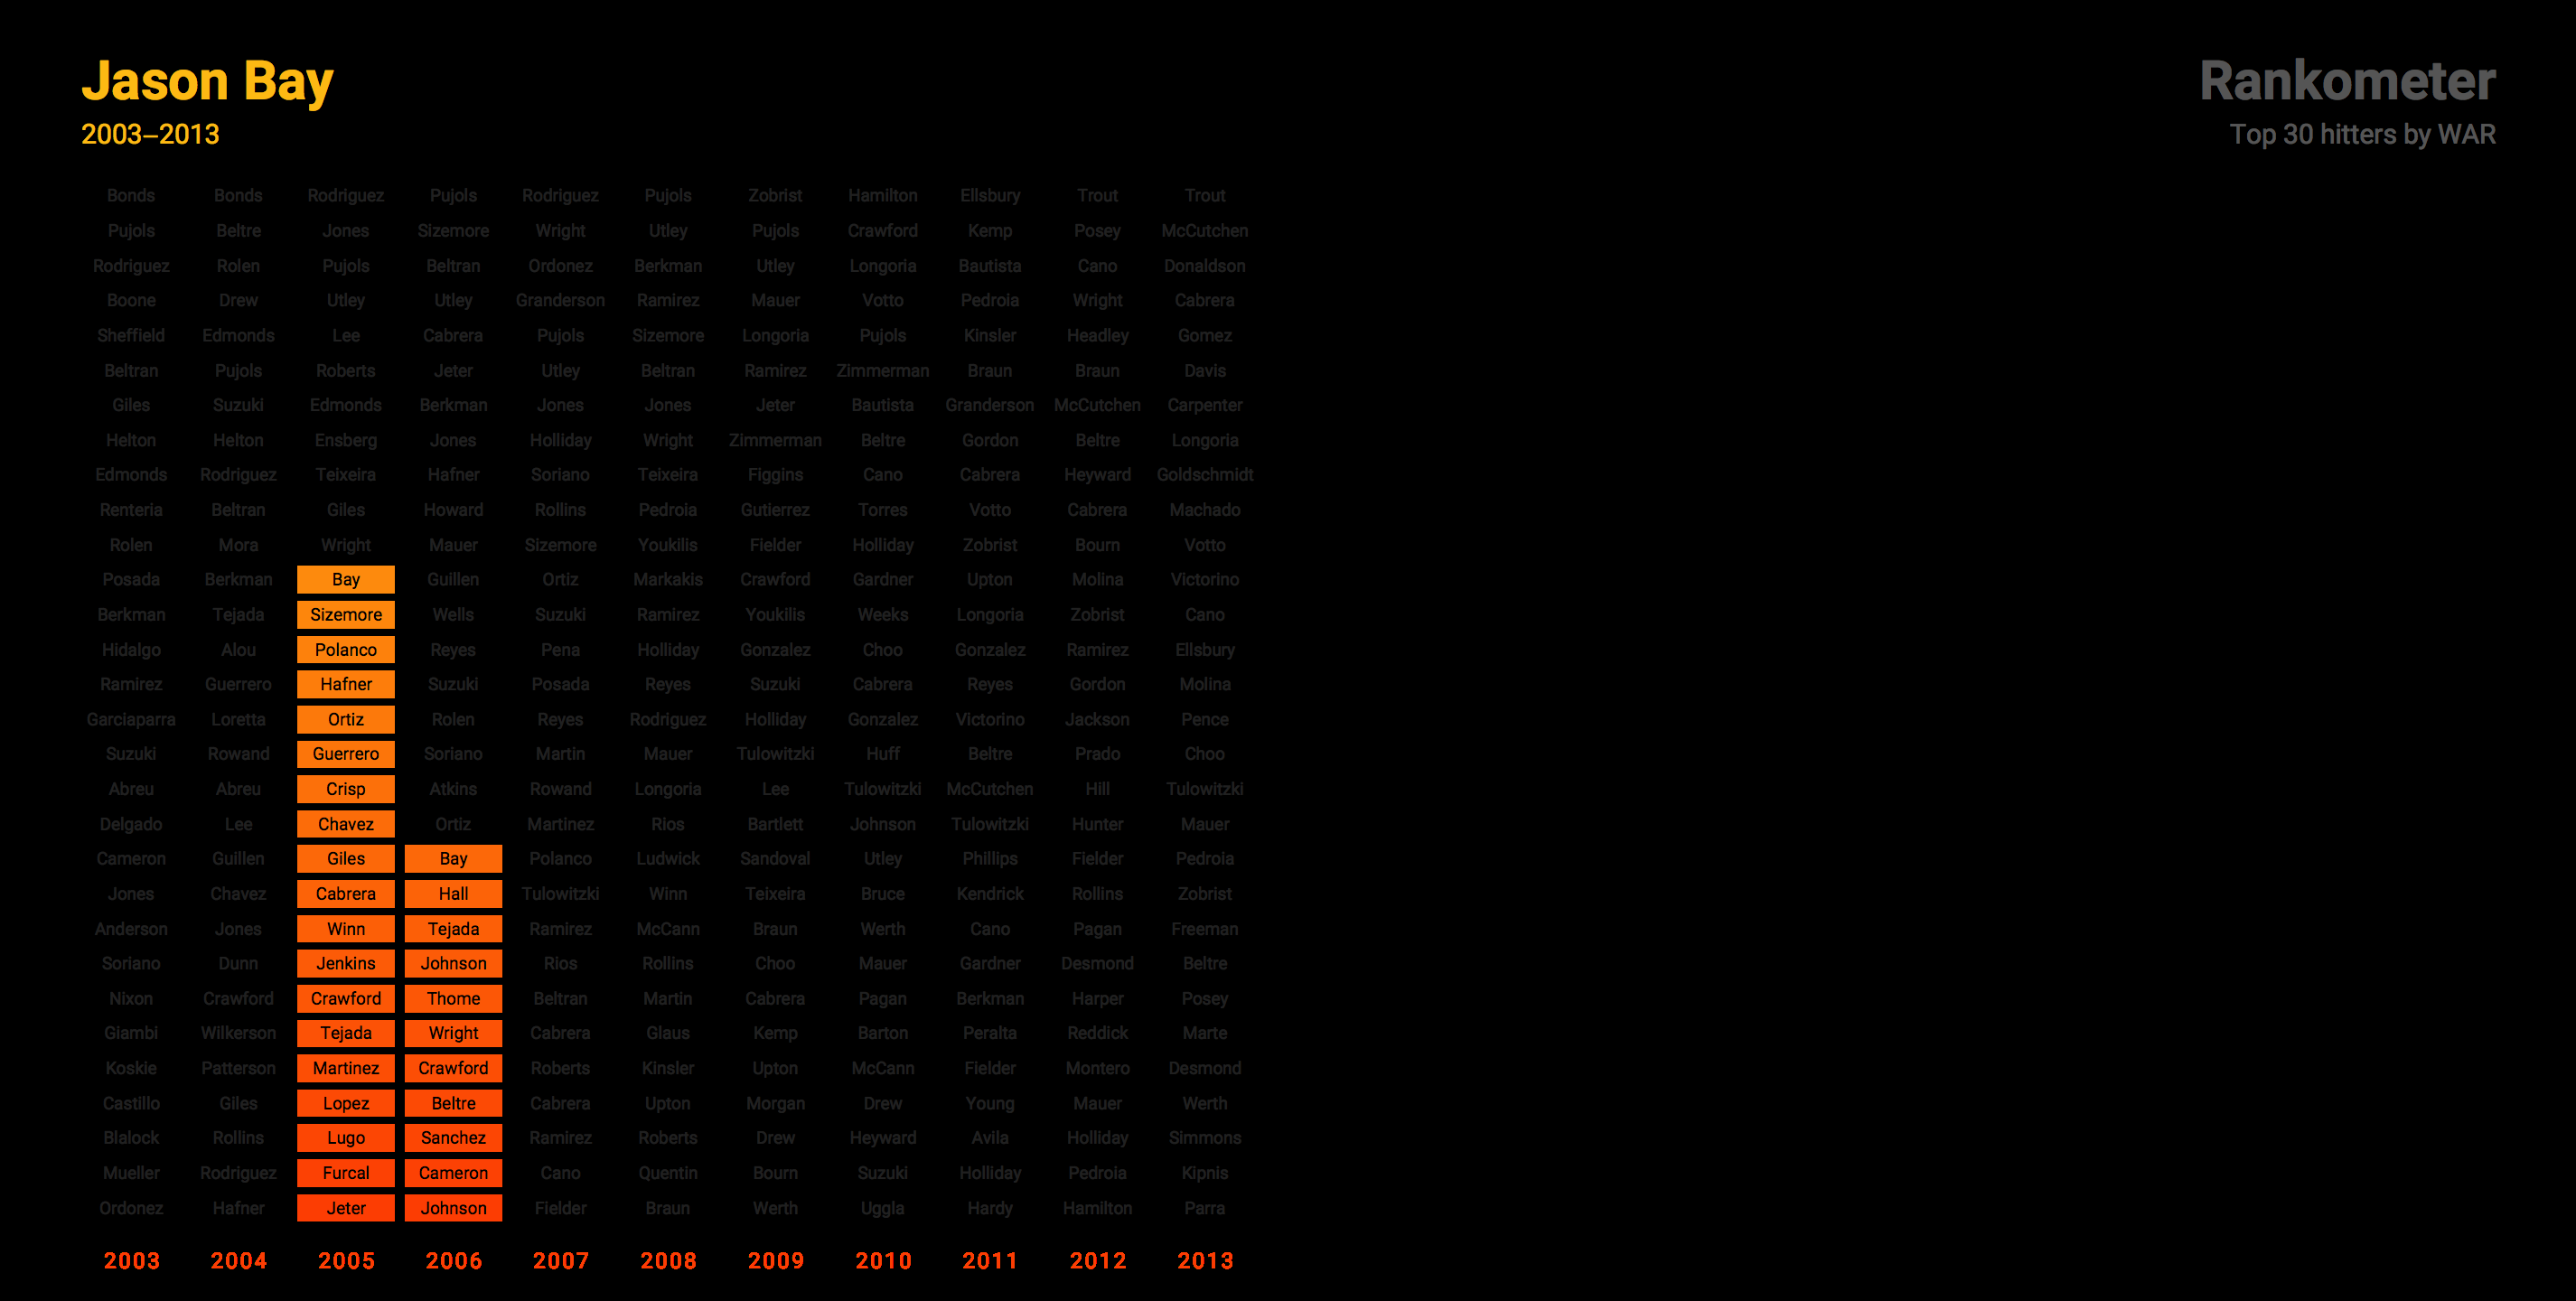 Jason Bay
2003–2013
Rankometer
Top 30 hitters by WAR
Bonds Bonds Rodriguez Pujols Rodriguez Pujols Zobrist Hamilton Ellsbury Trout Trout
Pujols Beltre Jones Sizemore Wright Utley Pujols Crawford Kemp Posey McCutchen
Rodriguez Rolen Pujols Beltran Ordonez Berkman Utley Longoria Bautista Cano Donaldson
Boone Drew Utley Utley Granderson Ramirez Mauer Votto Pedroia Wright Cabrera
Sheffield Edmonds Lee Cabrera Pujols Sizemore Longoria Pujols Kinsler Headley Gomez
Beltran Pujols Roberts Jeter Utley Beltran Ramirez Zimmerman Braun Braun Davis
Giles Suzuki Edmonds Berkman Jones Jones Jeter Bautista Granderson McCutchen Carpenter
Helton Helton Ensberg Jones Holliday Wright Zimmerman Beltre Gordon Beltre Longoria
Edmonds Rodriguez Teixeira Hafner Soriano Teixeira Figgins Cano Cabrera Heyward Goldschmidt
Renteria Beltran Giles Howard Rollins Pedroia Gutierrez Torres Votto Cabrera Machado
Rolen Mora Wright Mauer Sizemore Youkilis Fielder Holliday Zobrist Bourn Votto
Posada Berkman Bay Guillen Ortiz Markakis Crawford Gardner Upton Molina Victorino
Berkman Tejada Sizemore Wells Suzuki Ramirez Youkilis Weeks Longoria Zobrist Cano
Hidalgo Alou Polanco Reyes Pena Holliday Gonzalez Choo Gonzalez Ramirez Ellsbury
Ramirez Guerrero Hafner Suzuki Posada Reyes Suzuki Cabrera Reyes Gordon Molina
Garciaparra Loretta Ortiz Rolen Reyes Rodriguez Holliday Gonzalez Victorino Jackson Pence
Suzuki Rowand Guerrero Soriano Martin Mauer Tulowitzki Huff Beltre Prado Choo
Abreu Abreu Crisp Atkins Rowand Longoria Lee Tulowitzki McCutchen Hill Tulowitzki
Delgado Lee Chavez Ortiz Martinez Rios Bartlett Johnson Tulowitzki Hunter Mauer
Cameron Guillen Giles Bay Polanco Ludwick Sandoval Utley Phillips Fielder Pedroia
Jones Chavez Cabrera Hall Tulowitzki Winn Teixeira Bruce Kendrick Rollins Zobrist
Anderson Jones Winn Tejada Ramirez McCann Braun Werth Cano Pagan Freeman
Soriano Dunn Jenkins Johnson Rios Rollins Choo Mauer Gardner Desmond Beltre
Nixon Crawford Crawford Thome Beltran Martin Cabrera Pagan Berkman Harper Posey
Giambi Wilkerson Tejada Wright Cabrera Glaus Kemp Barton Peralta Reddick Marte
Koskie Patterson Martinez Crawford Roberts Kinsler Upton McCann Fielder Montero Desmond
Castillo Giles Lopez Beltre Cabrera Upton Morgan Drew Young Mauer Werth
Blalock Rollins Lugo Sanchez Ramirez Roberts Drew Heyward Avila Holliday Simmons
Mueller Rodriguez Furcal Cameron Cano Quentin Bourn Suzuki Holliday Pedroia Kipnis
Ordonez Hafner Jeter Johnson Fielder Braun Werth Uggla Hardy Hamilton Parra
2003 2004 2005 2006 2007 2008 2009 2010 2011 2012 2013